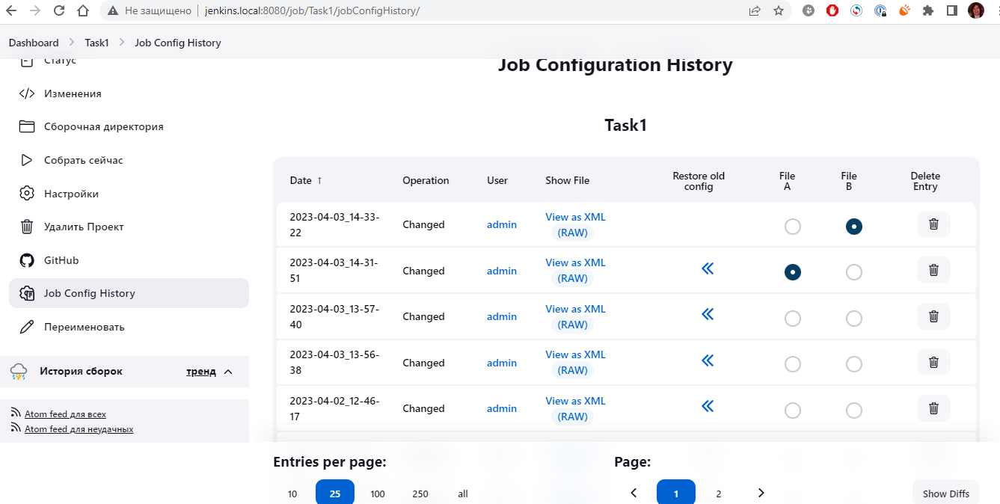 Не защищено
jenkins.local:8080/job/Task1/jobConfigHistory/
Dashboard
Task1
Job Config History
Статус
Изменения
Сборочная директория
Собрать сейчас
Настройки
Удалить Проект
GitHub
Job Config History
Переименовать
История сборок
тренд
Atom feed для всех
Atom feed для неудачных
Job Configuration History
Task1
Date ↑ Operation User Show File Restore old config File A File B Delete Entry
2023-04-03_14-33-
22
Changed
admin
View as XML
(RAW)
2023-04-03_14-31-
51
Changed
admin
View as XML
(RAW)
2023-04-03_13-57-
40
Changed
admin
View as XML
(RAW)
2023-04-03_13-56-
38
Changed
admin
View as XML
(RAW)
2023-04-02_12-46-
17
Changed
admin
View as XML
(RAW)
Entries per page:
10 25 100 250 all
Page:
1 2
Show Diffs